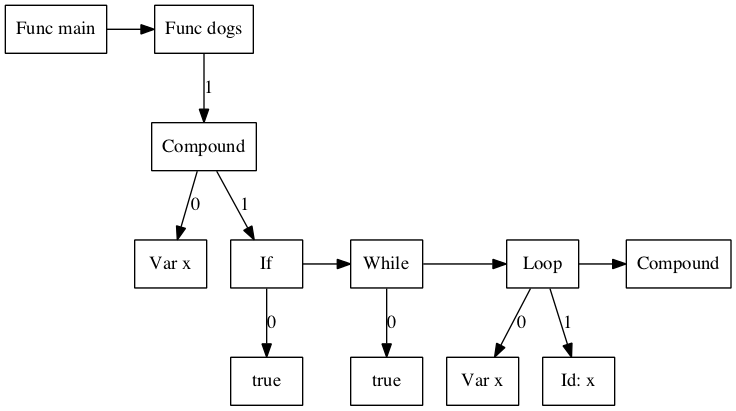 Func main
Func dogs
1
Compound
0
1
Var x
If
While
Loop
Compound
0
0
0
1
true
true
Var x
Id: x